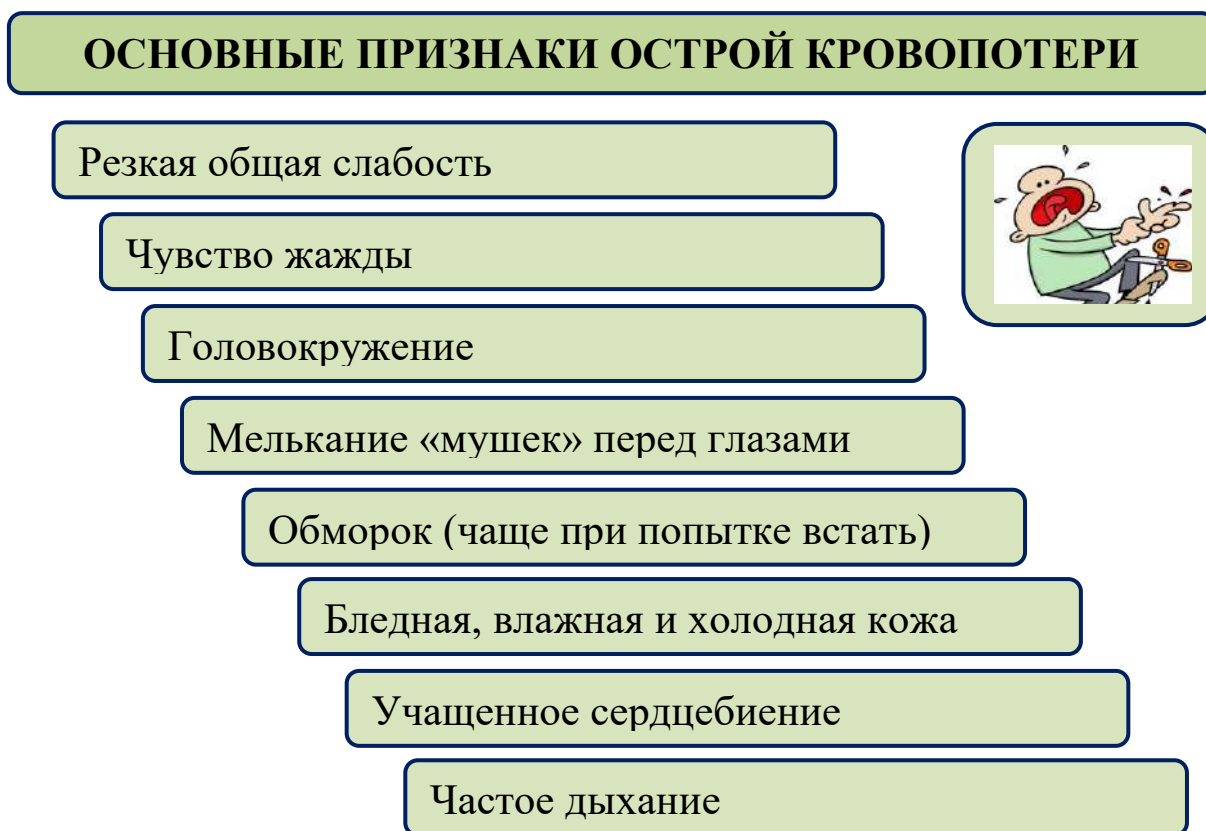 ОСНОВНЫЕ ПРИЗНАКИ ОСТРОЙ КРОВОПОТЕРИ
Резкая общая слабость
Чувство жажды
Головокружение
Мелькание «мушек» перед глазами
Обморок (чаще при попытке встать)
Бледная, влажная и холодная кожа
Учащенное сердцебиение
Частое дыхание